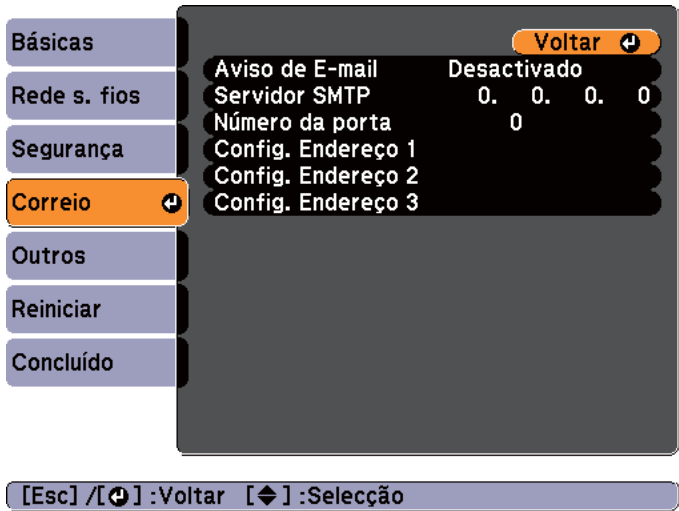 Básicas
Rede s. fios
Segurança
Correio
Outros
Reiniciar
Concluído
Voltar
Aviso de E-mail Desactivado
Servidor SMTP 0. 0. 0. 0
Número da porta 0
Config. Endereço 1
Config. Endereço 2
Config. Endereço 3
[Esc] /[ ] :Voltar [ ] :Selecção